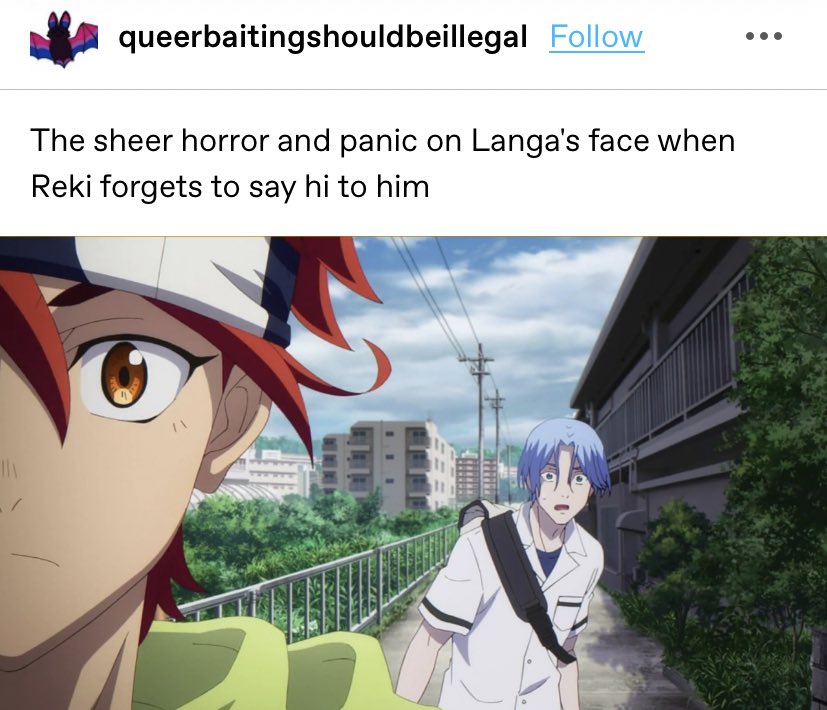 queerbaitingshouldbeillegal Follow
The sheer horror and panic on Langa's face when
Reki forgets to say hi to him